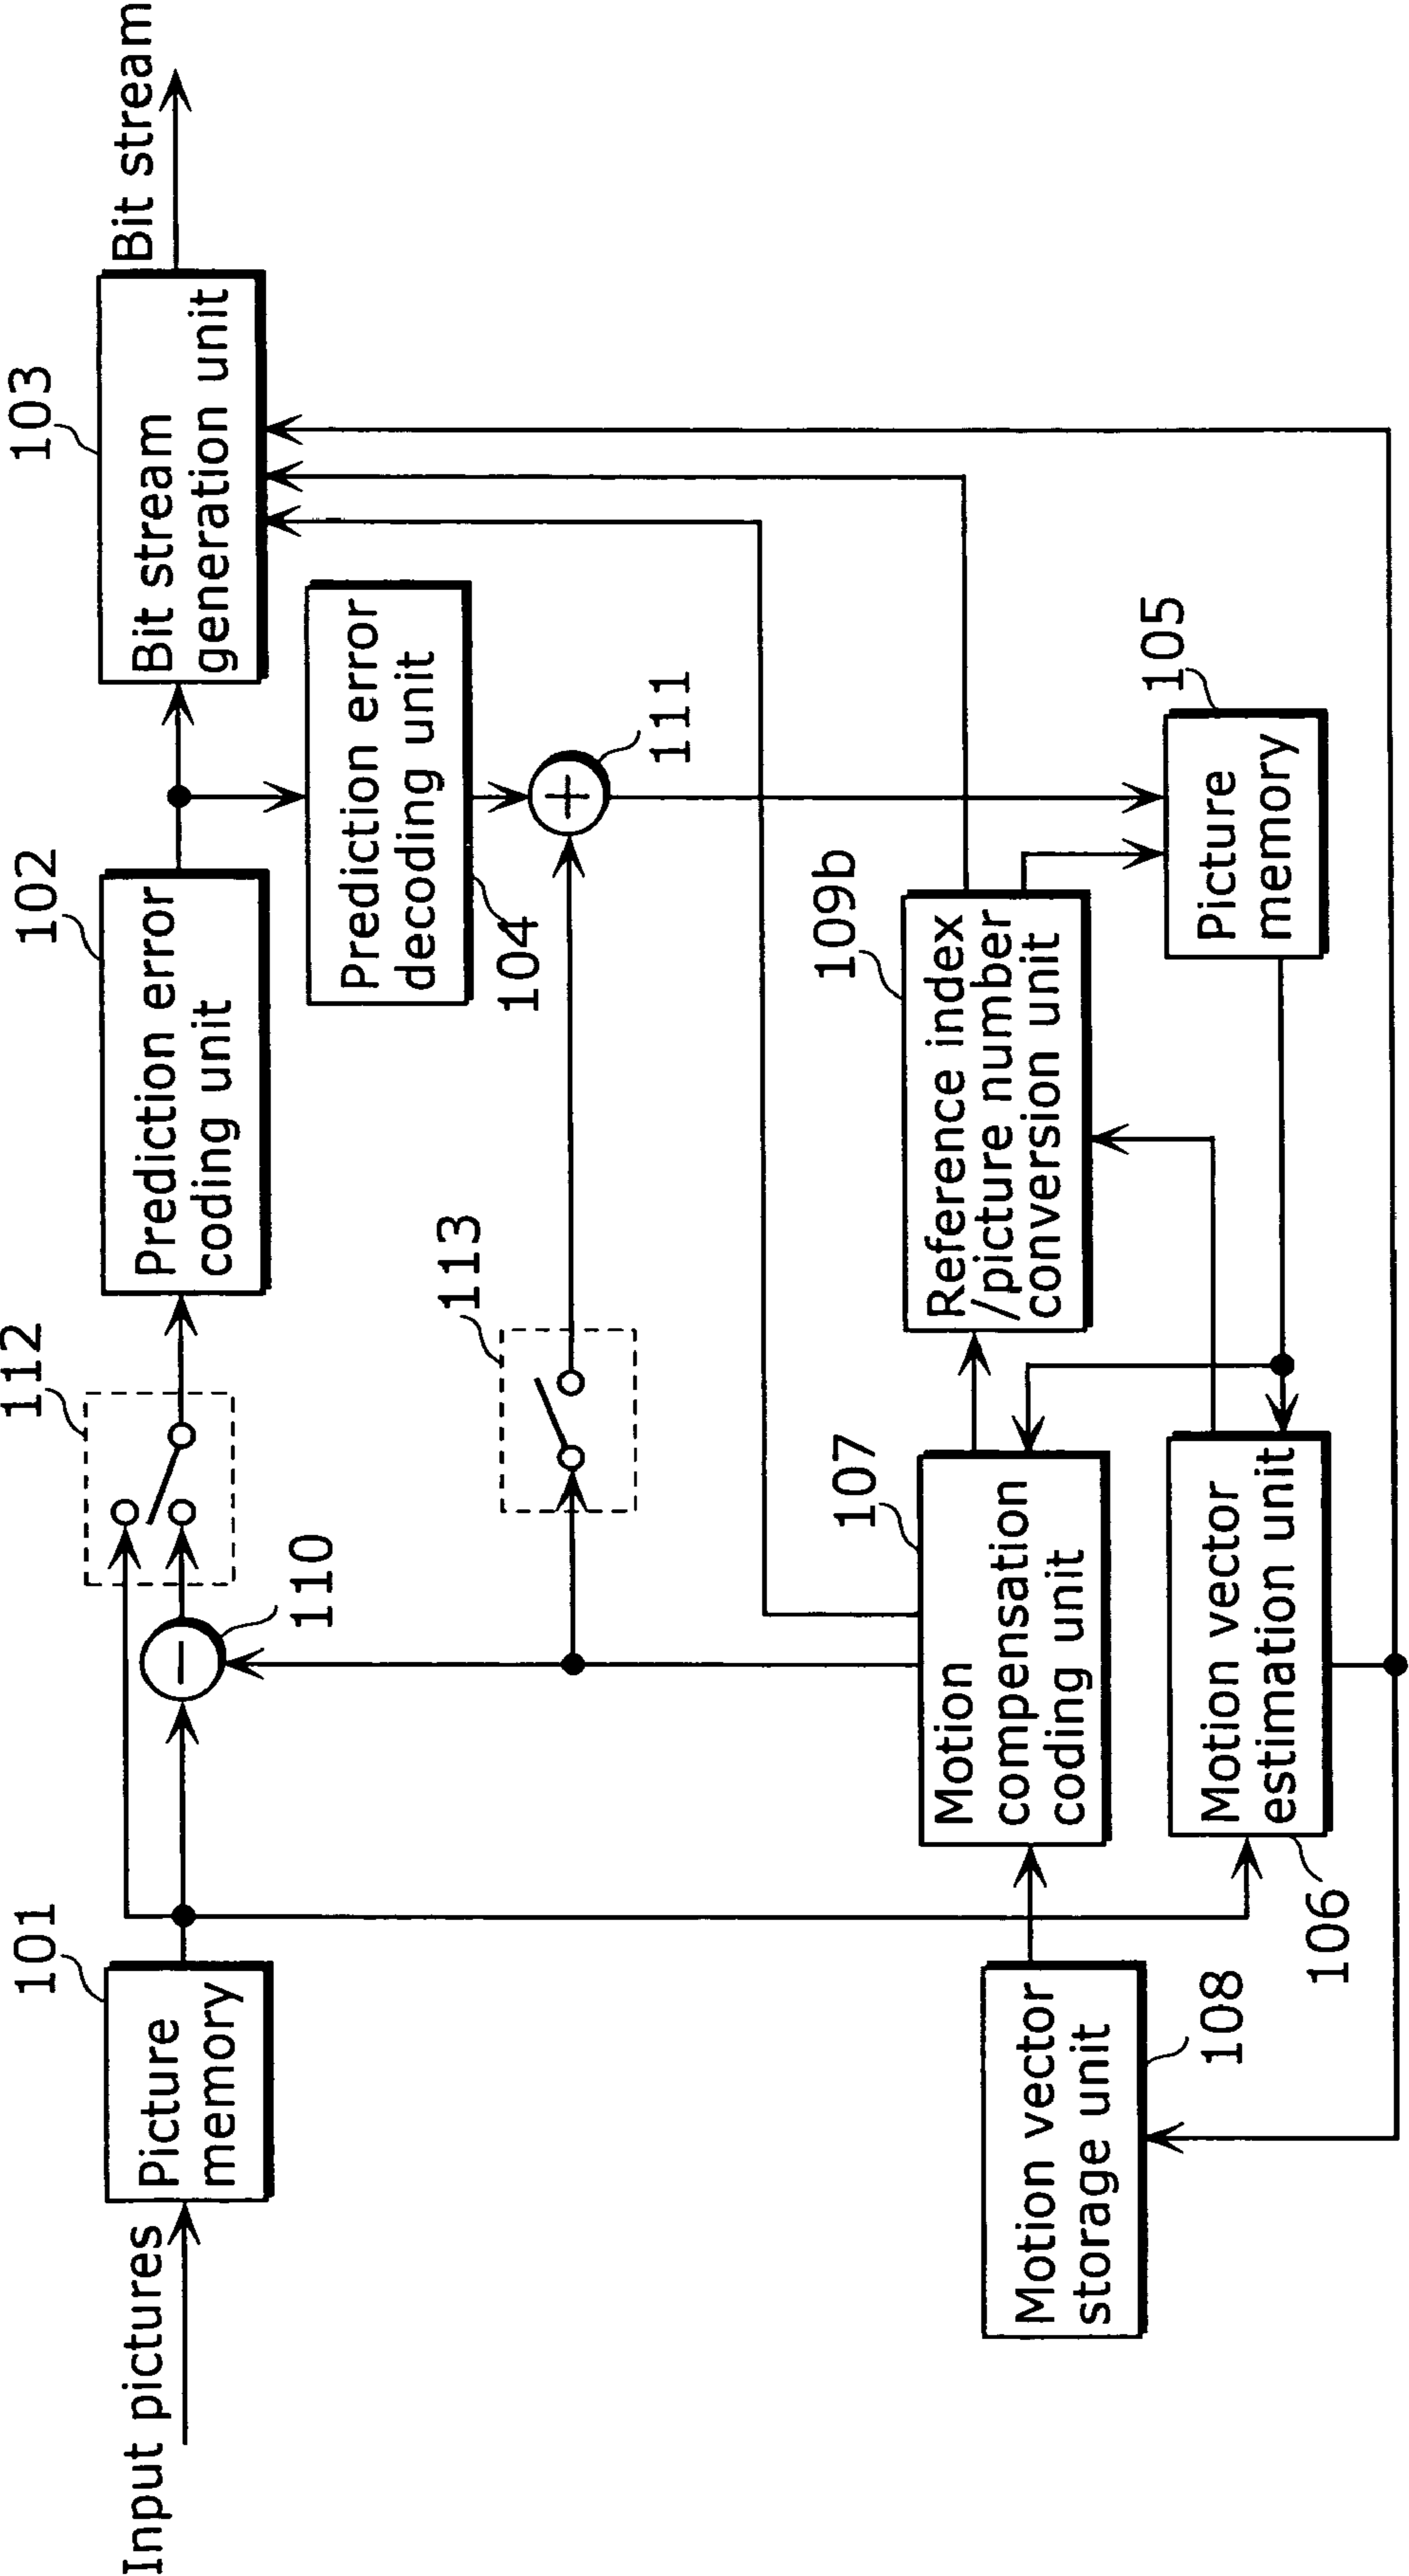 Input pictures
101
Picture
memory
110
112
102
Prediction error
coding unit
103
Bit stream
generation unit
Bit stream
Prediction error
decoding unit
104
111
113
107
Motion
compensation
coding unit
109b
Reference index
/picture number
conversion unit
105
Picture
memory
Motion vector
storage unit
108
Motion vector
estimation unit
106